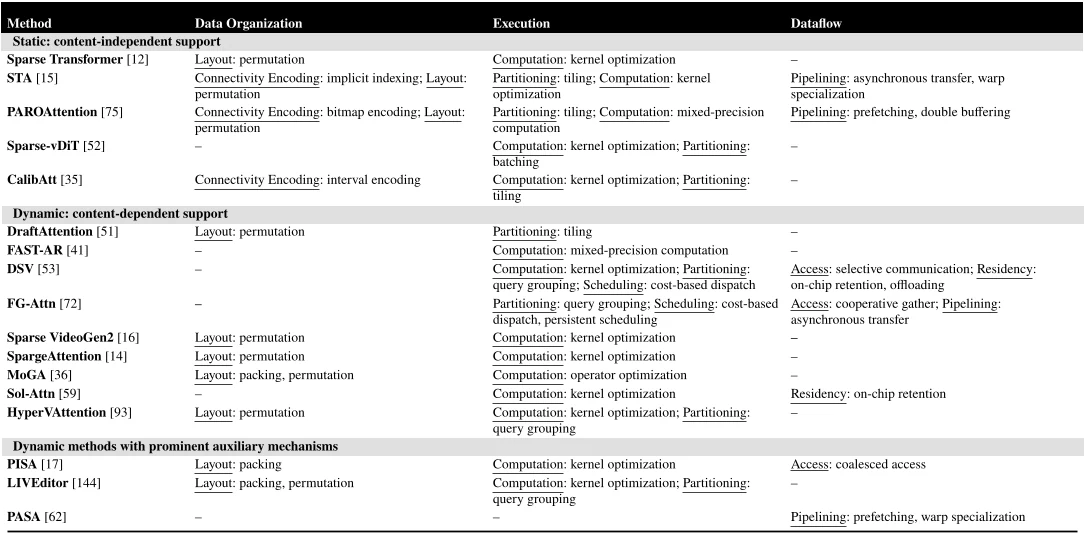 Method Data Organization Execution Dataflow
Static: content-independent support
Sparse Transformer [12] Layout: permutation Computation: kernel optimization –
STA [15] Connectivity Encoding: implicit indexing; Layout: Partitioning: tiling; Computation: kernel Pipelining: asynchronous transfer, warp
permutation optimization specialization
PAROAttention [75] Connectivity Encoding: bitmap encoding; Layout: Partitioning: tiling; Computation: mixed-precision Pipelining: prefetching, double buffering
permutation computation
Sparse-vDiT [52] – Computation: kernel optimization; Partitioning: –
batching
CalibAtt [35] Connectivity Encoding: interval encoding Computation: kernel optimization; Partitioning: –
tiling
Dynamic: content-dependent support
DraftAttention [51] Layout: permutation Partitioning: tiling –
FAST-AR [41] – Computation: mixed-precision computation –
DSV [53] – Computation: kernel optimization; Partitioning: Access: selective communication; Residency:
query grouping; Scheduling: cost-based dispatch on-chip retention, offloading
FG-Attn [72] – Partitioning: query grouping; Scheduling: cost-based Access: cooperative gather; Pipelining:
dispatch, persistent scheduling asynchronous transfer
Sparse VideoGen2 [16] Layout: permutation Computation: kernel optimization –
SpargeAttention [14] Layout: permutation Computation: kernel optimization –
MoGA [36] Layout: packing, permutation Computation: operator optimization –
Sol-Attn [59] – Computation: kernel optimization Residency: on-chip retention
HyperVAttention [93] Layout: permutation Computation: kernel optimization; Partitioning: –
query grouping
Dynamic methods with prominent auxiliary mechanisms
PISA [17] Layout: packing Computation: kernel optimization Access: coalesced access
LIVEditor [144] Layout: packing, permutation Computation: kernel optimization; Partitioning: –
query grouping
PASA [62] – – Pipelining: prefetching, warp specialization